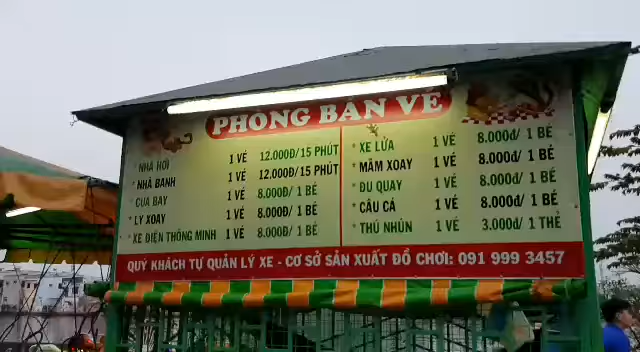 PHÒNG BÁN VÉ
* NHÀ HƠI 1 VÉ 12.000Đ/15 PHÚT
* NHÀ BANH 1 VÉ 12.000Đ/15 PHÚT
* CUA BAY 1 VÉ 8.000Đ/ 1 BÉ
* LY XOAY 1 VÉ 8.000Đ/ 1 BÉ
* XE ĐIỆN THÔNG MINH 1 VÉ 8.000Đ/ 1 BÉ
* XE LỬA 1 VÉ 8.000đ/ 1 BÉ
* MÂM XOAY 1 VÉ 8.000đ/ 1 BÉ
* ĐU QUAY 1 VÉ 8.000đ/ 1 BÉ
* CÂU CÁ 1 VÉ 8.000đ/ 1 BÉ
* THÚ NHÚN 1 VÉ 3.000đ/ 1 THẺ
QUÝ KHÁCH TỰ QUẢN LÝ XE - CƠ SỞ SẢN XUẤT ĐỒ CHƠI: 091 999 3457